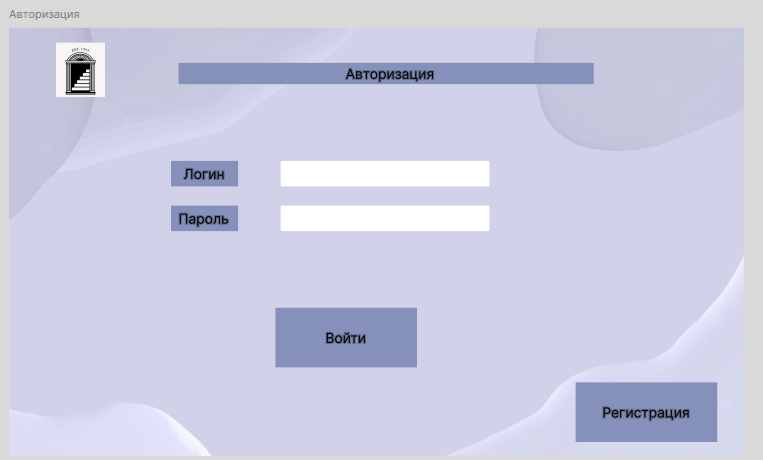 Авторизация
Авторизация
Логин
Пароль
Войти
Регистрация